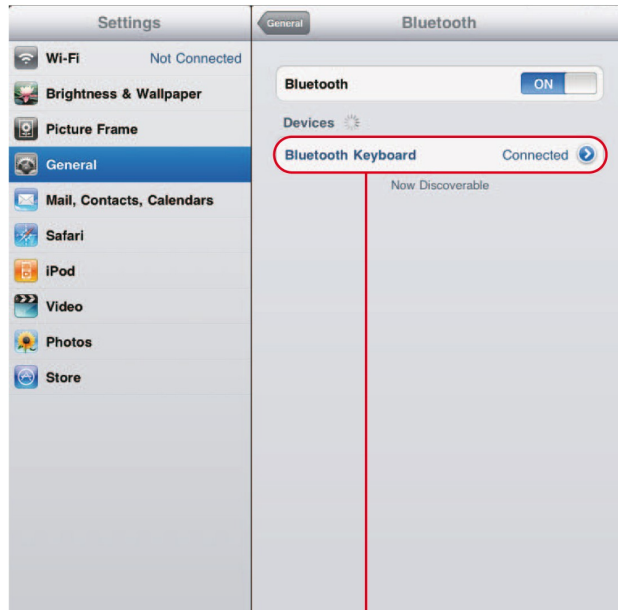 Settings
Wi-Fi Not Connected
Brightness & Wallpaper
Picture Frame
General
Mail, Contacts, Calendars
Safari
iPod
Video
Photos
Store
General Bluetooth
Bluetooth ON
Devices
Bluetooth Keyboard Connected
Now Discoverable